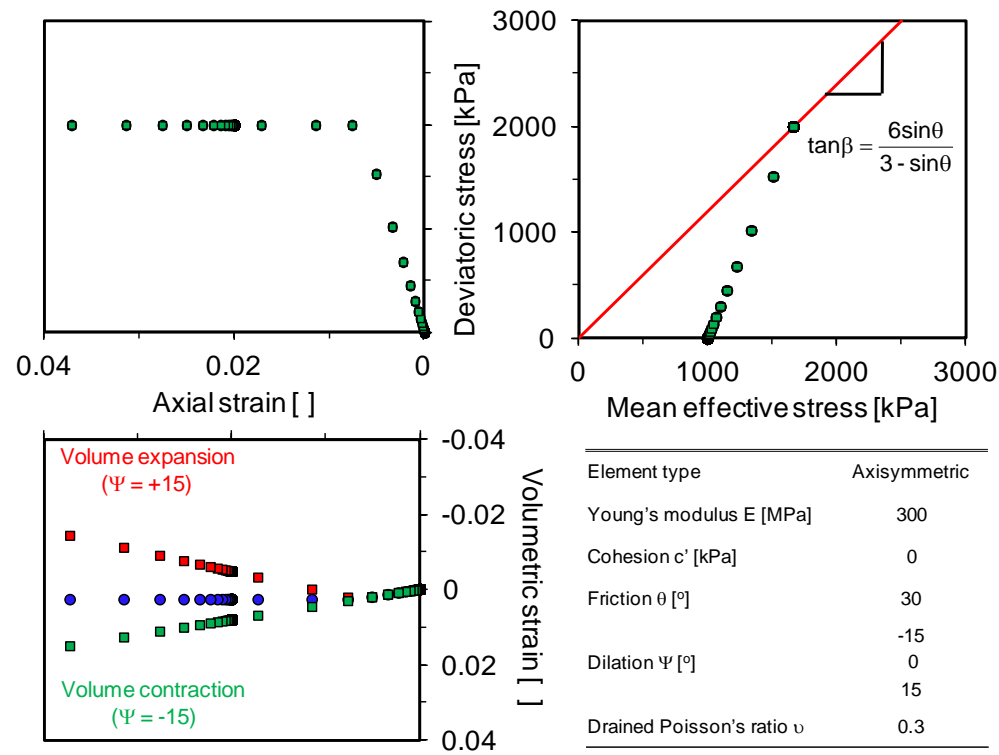 Deviatoric stress [kPa]
0.04
0.02
0
Axial strain [ ]
3000
2000
1000
0
0
1000
2000
3000
Mean effective stress [kPa]
tanβ = 6sinθ
3 - sinθ
Volume expansion
(Ψ = +15)
Volume contraction
(Ψ = -15)
-0.04
-0.02
0
0.02
0.04
Volumetric strain [ ]
Element type Axisymmetric
Young's modulus E [MPa] 300
Cohesion c' [kPa] 0
Friction θ [º] 30
-15
Dilation Ψ [º] 0
15
Drained Poisson's ratio υ 0.3